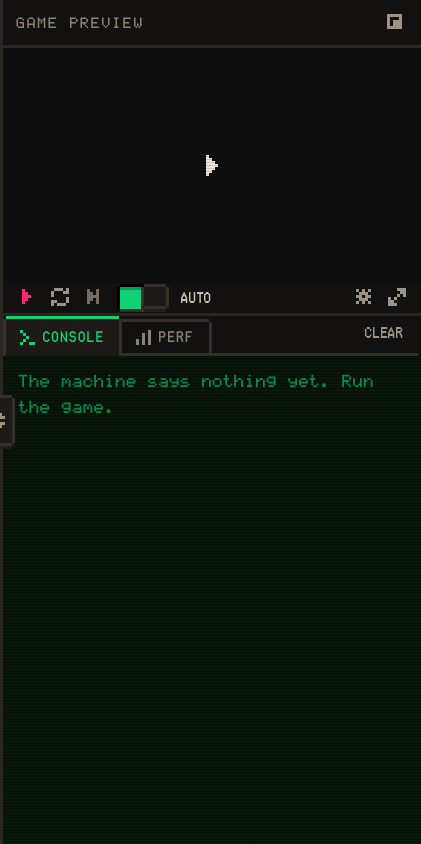 GAME PREVIEW
AUTO
CONSOLE
PERF
CLEAR
The machine says nothing yet. Run
the game.